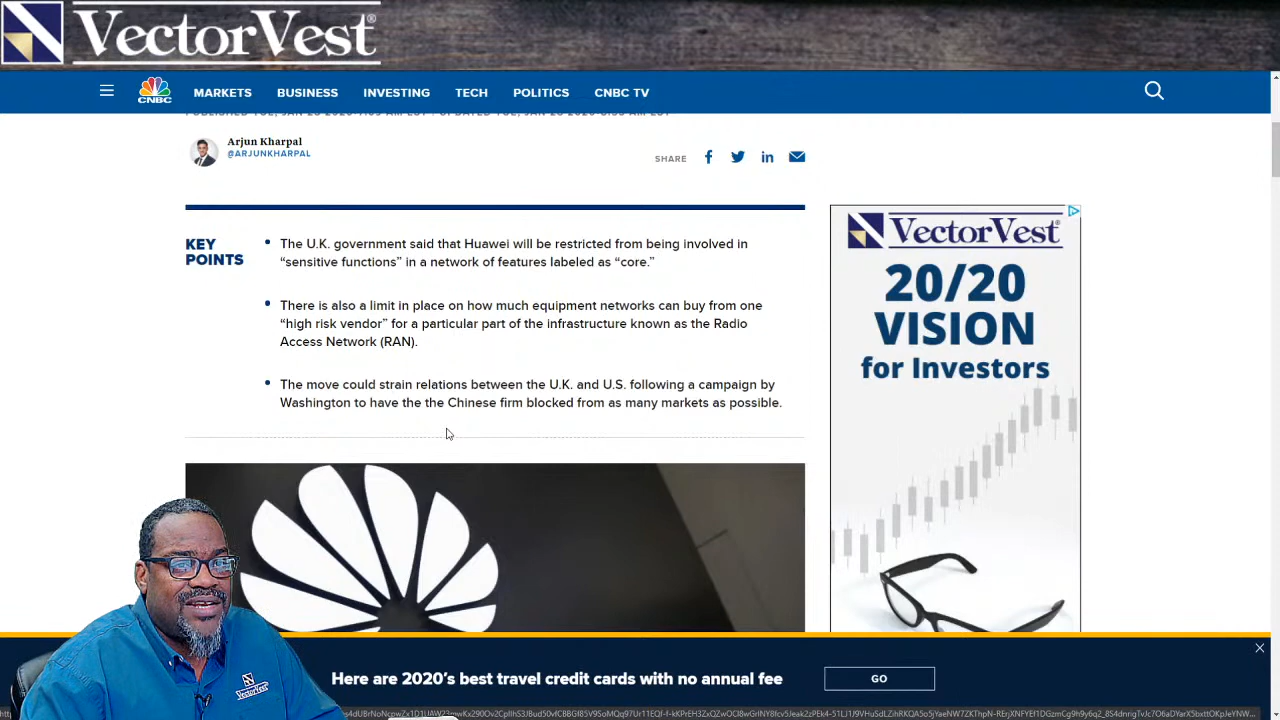 VectorVest®
CNBC
MARKETS BUSINESS INVESTING TECH POLITICS CNBC TV
Arjun Kharpal
@ARJUNKHARPAL
SHARE
KEY
POINTS
The U.K. government said that Huawei will be restricted from being involved in
“sensitive functions” in a network of features labeled as “core.”
There is also a limit in place on how much equipment networks can buy from one
“high risk vendor” for a particular part of the infrastructure known as the Radio
Access Network (RAN).
The move could strain relations between the U.K. and U.S. following a campaign by
Washington to have the the Chinese firm blocked from as many markets as possible.
VectorVest®
20/20
VISION
for Investors
VectorVest
Here are 2020’s best travel credit cards with no annual fee
GO